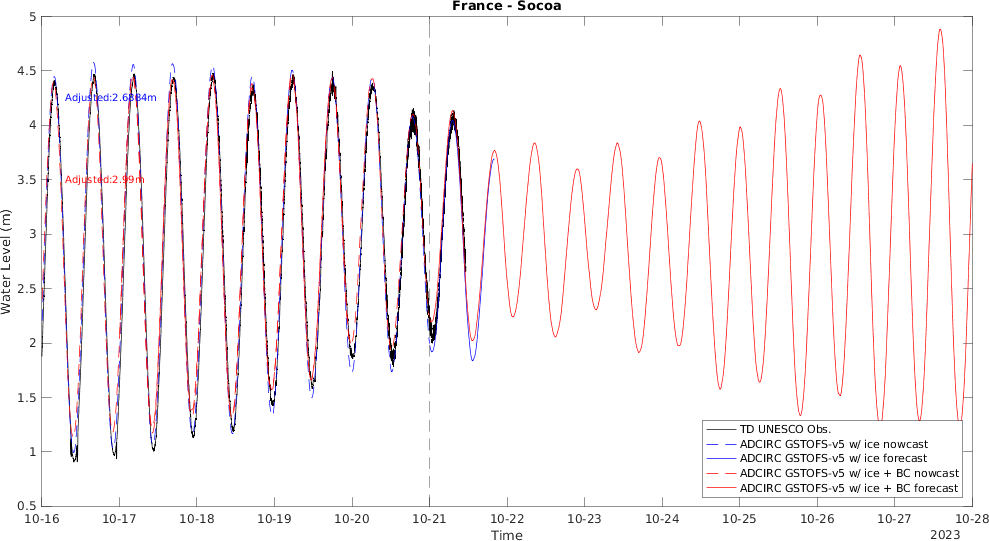 France - Socoa
5
4.5
4
3.5
3
2.5
2
1.5
1
0.5
Water Level (m)
Adjusted:2.6884m
Adjusted:2.99m
TD UNESCO Obs.
ADCIRC GSTOFS-v5 w/ ice nowcast
ADCIRC GSTOFS-v5 w/ ice forecast
ADCIRC GSTOFS-v5 w/ ice + BC nowcast
ADCIRC GSTOFS-v5 w/ ice + BC forecast
10-16 10-17 10-18 10-19 10-20 10-21 10-22 10-23 10-24 10-25 10-26 10-27 10-28
Time
2023